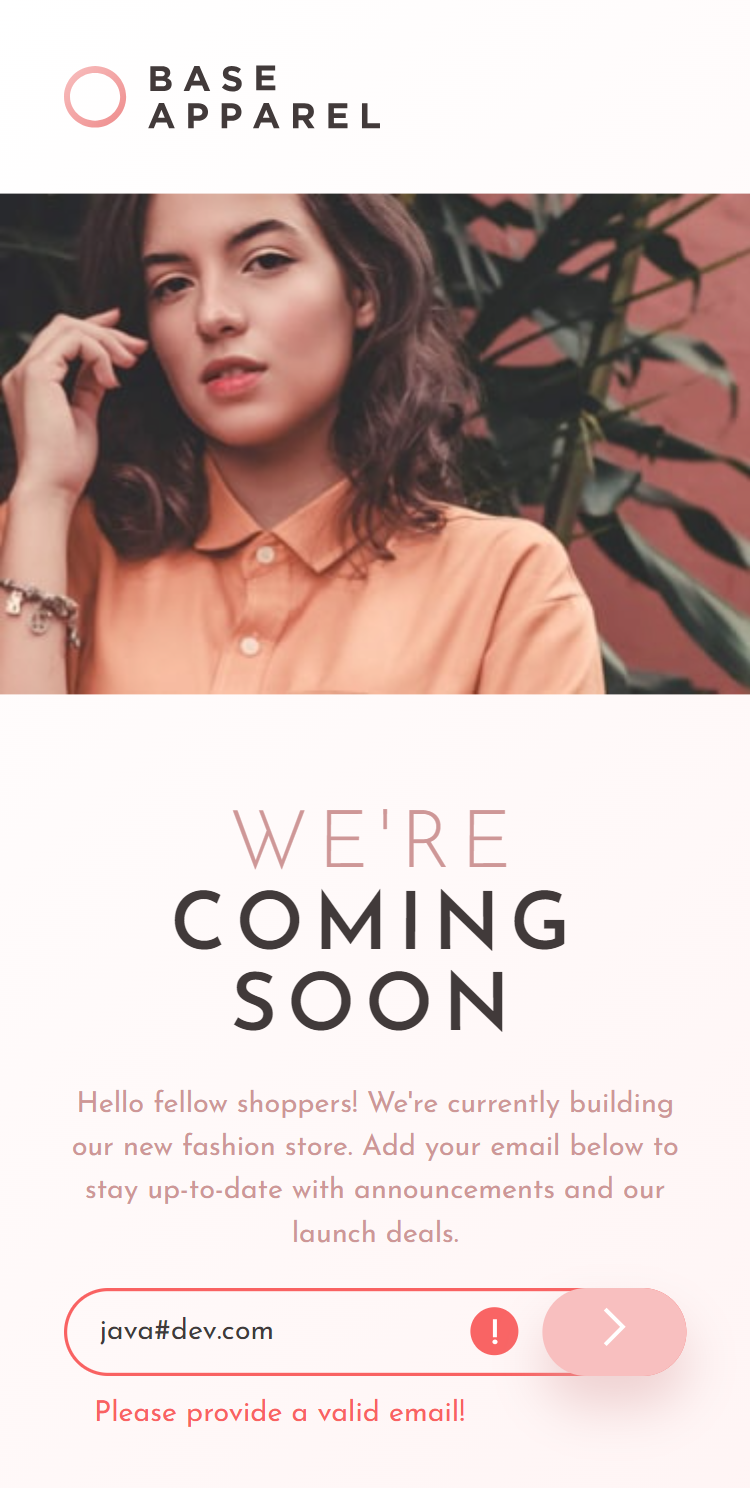 BASE
APPAREL
WE'RE
COMING
SOON
Hello fellow shoppers! We're currently building
our new fashion store. Add your email below to
stay up-to-date with announcements and our
launch deals.
java#dev.com
!
Please provide a valid email!